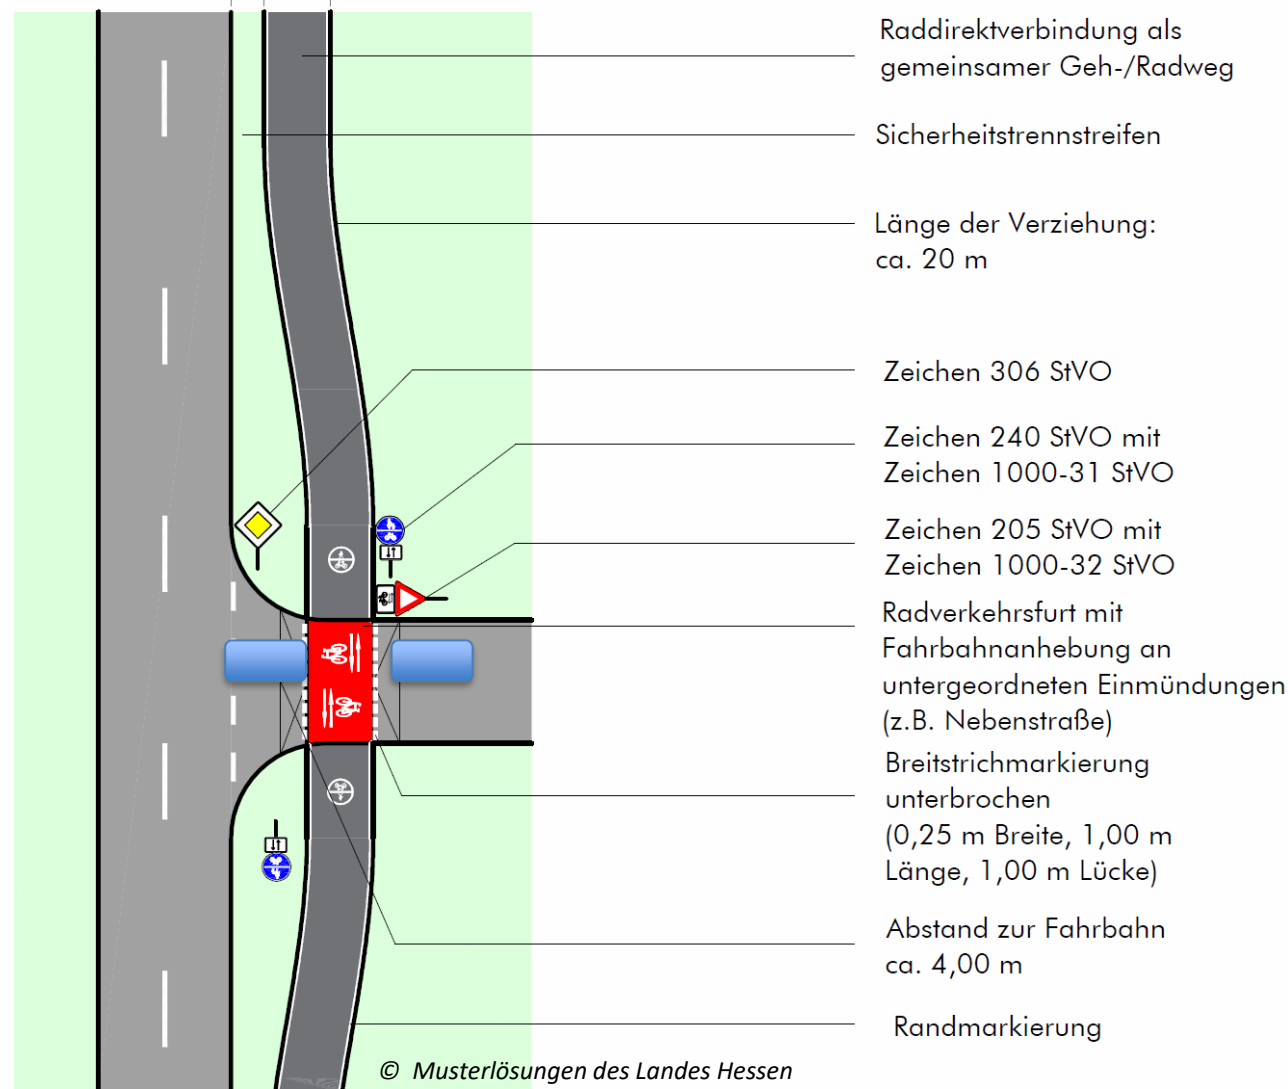 Raddirektverbindung als
gemeinsamer Geh-/Radweg
Sicherheitstrennstreifen
Länge der Verziehung:
ca. 20 m
Zeichen 306 StVO
Zeichen 240 StVO mit
Zeichen 1000-31 StVO
Zeichen 205 StVO mit
Zeichen 1000-32 StVO
Radverkehrsfurt mit
Fahrbahnanhebung an
untergeordneten Einmündungen
(z.B. Nebenstraße)
Breitstrichmarkierung
unterbrochen
(0,25 m Breite, 1,00 m
Länge, 1,00 m Lücke)
Abstand zur Fahrbahn
ca. 4,00 m
Randmarkierung
© Musterlösungen des Landes Hessen